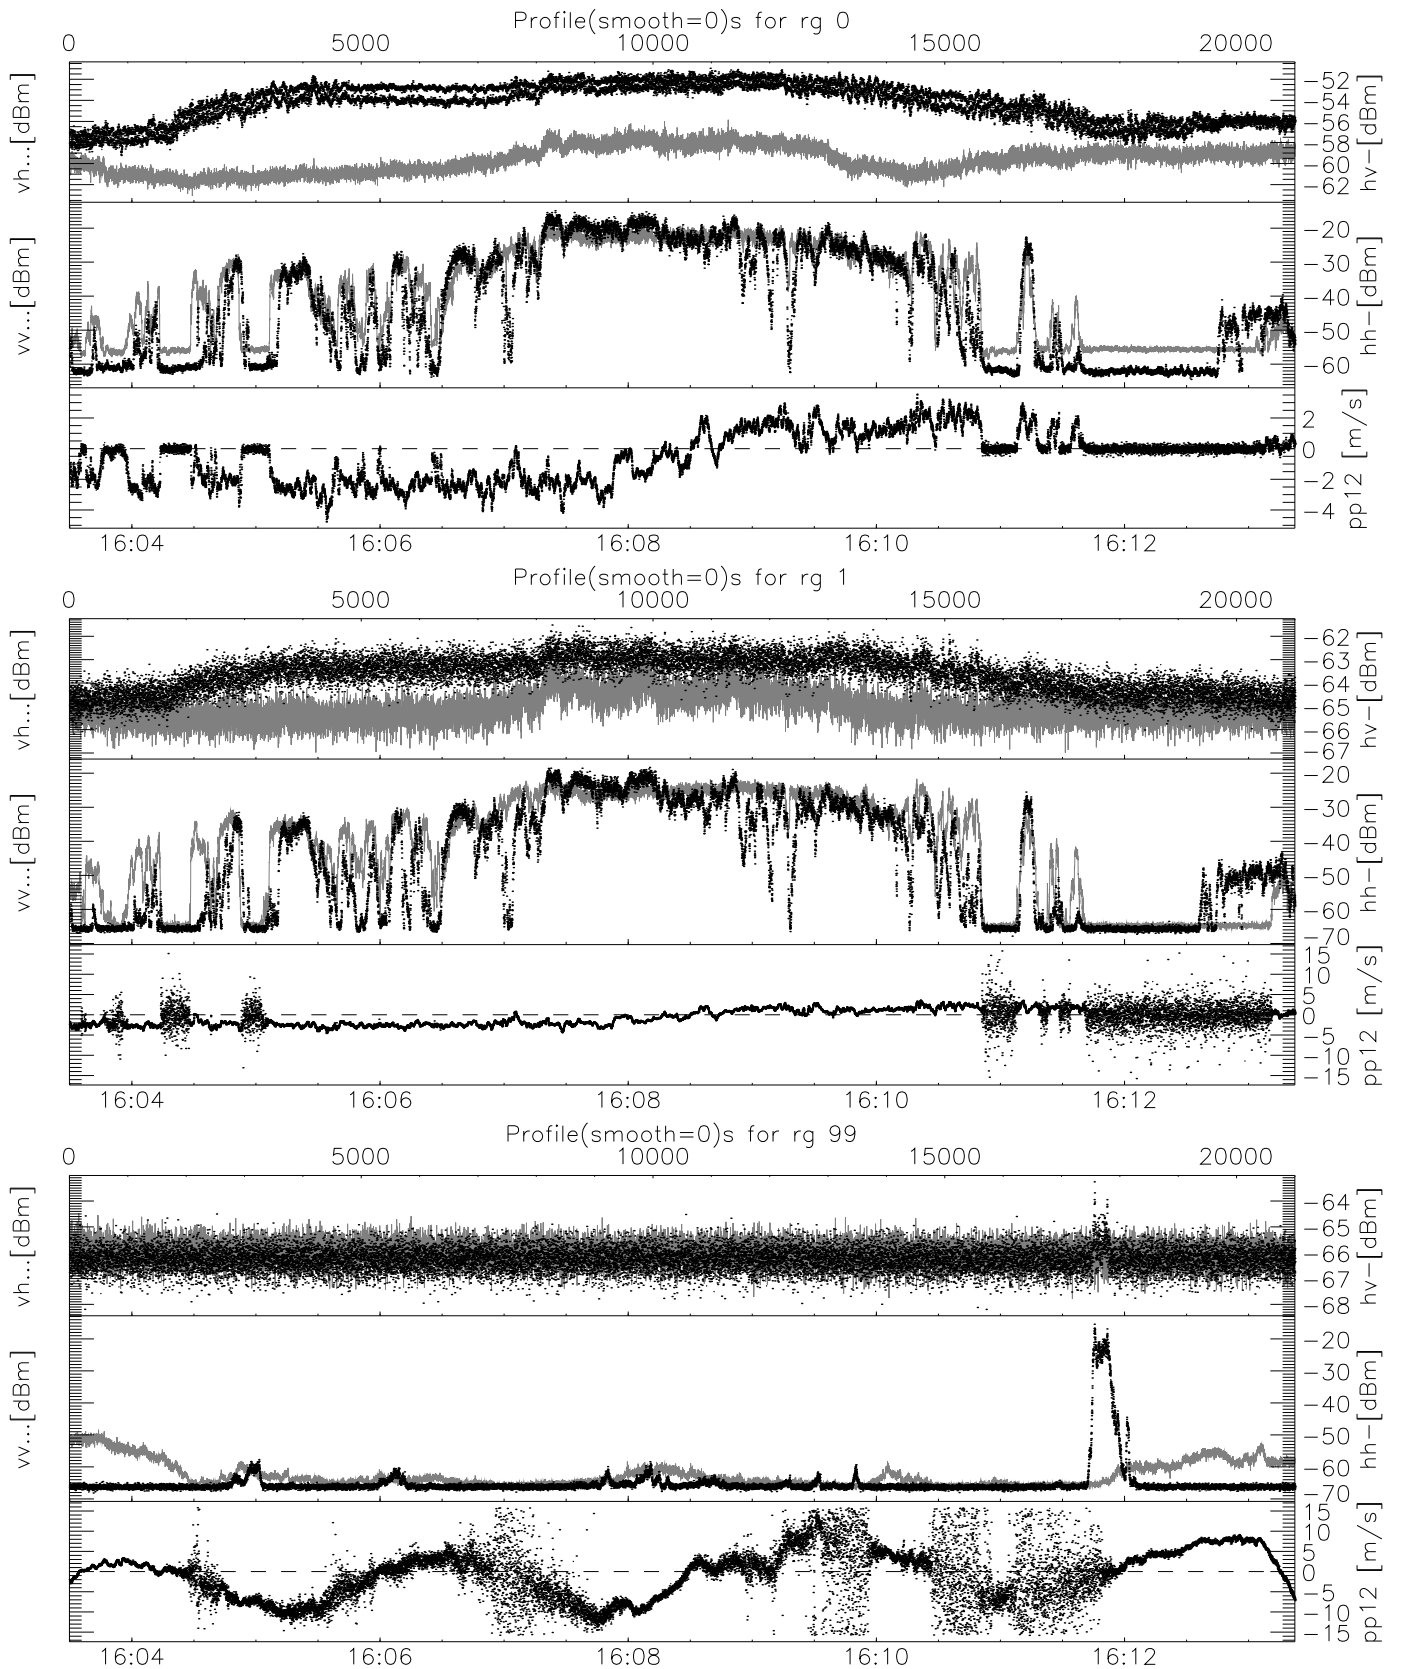 Profile(smooth=0)s for rg 0
0 5000 10000 15000 20000
vh...[dBm]
-52
-54
-56
-58
-60
-62
hv-[dBm]
vv...[dBm]
-20
-30
-40
-50
-60
hh-[dBm]
2
0
-2
-4
pp12 [m/s]
16:04 16:06 16:08 16:10 16:12
Profile(smooth=0)s for rg 1
0 5000 10000 15000 20000
vh...[dBm]
-62
-63
-64
-65
-66
-67
hv-[dBm]
vv...[dBm]
-20
-30
-40
-50
-60
-70
hh-[dBm]
15
10
5
0
-5
-10
-15
pp12 [m/s]
16:04 16:06 16:08 16:10 16:12
Profile(smooth=0)s for rg 99
0 5000 10000 15000 20000
vh...[dBm]
-64
-65
-66
-67
-68
hv-[dBm]
vv...[dBm]
-20
-30
-40
-50
-60
-70
hh-[dBm]
15
10
5
0
-5
-10
-15
pp12 [m/s]
16:04 16:06 16:08 16:10 16:12